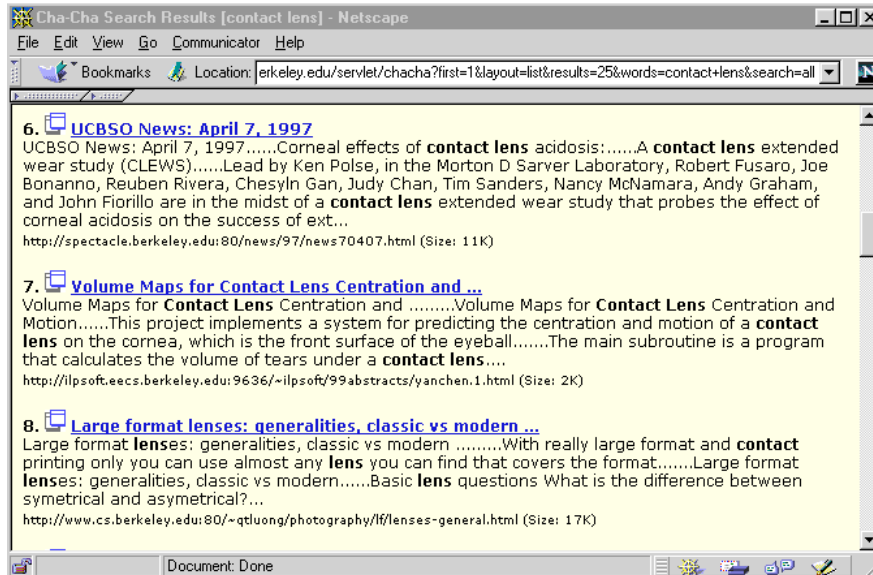 Cha-Cha Search Results [contact lens] - Netscape
File Edit View Go Communicator Help
Bookmarks Location: erkeley.edu/servlet/chacha?first=1&layout=list&results=25&words=contact+lens&search=all
N
6. UCBSO News: April 7, 1997
UCBSO News: April 7, 1997......Corneal effects of contact lens acidosis:......A contact lens extended
wear study (CLEWS)......Lead by Ken Polse, in the Morton D Sarver Laboratory, Robert Fusaro, Joe
Bonanno, Reuben Rivera, Chesyln Gan, Judy Chan, Tim Sanders, Nancy McNamara, Andy Graham,
and John Fiorillo are in the midst of a contact lens extended wear study that probes the effect of
corneal acidosis on the success of ext...
http://spectacle.berkeley.edu:80/news/97/news70407.html (Size: 11K)
7. Volume Maps for Contact Lens Centration and ...
Volume Maps for Contact Lens Centration and .........Volume Maps for Contact Lens Centration and
Motion......This project implements a system for predicting the centration and motion of a contact
lens on the cornea, which is the front surface of the eyeball.......The main subroutine is a program
that calculates the volume of tears under a contact lens....
http://ilpsoft.eecs.berkeley.edu:9636/~ilpsoft/99abstracts/yanchen.1.html (Size: 2K)
8. Large format lenses: generalities, classic vs modern ...
Large format lenses: generalities, classic vs modern .........With really large format and contact
printing only you can use almost any lens you can find that covers the format.......Large format
lenses: generalities, classic vs modern......Basic lens questions What is the difference between
symetrical and asymetrical?...
http://www.cs.berkeley.edu:80/~qtluong/photography/lf/lenses-general.html (Size: 17K)
Document: Done